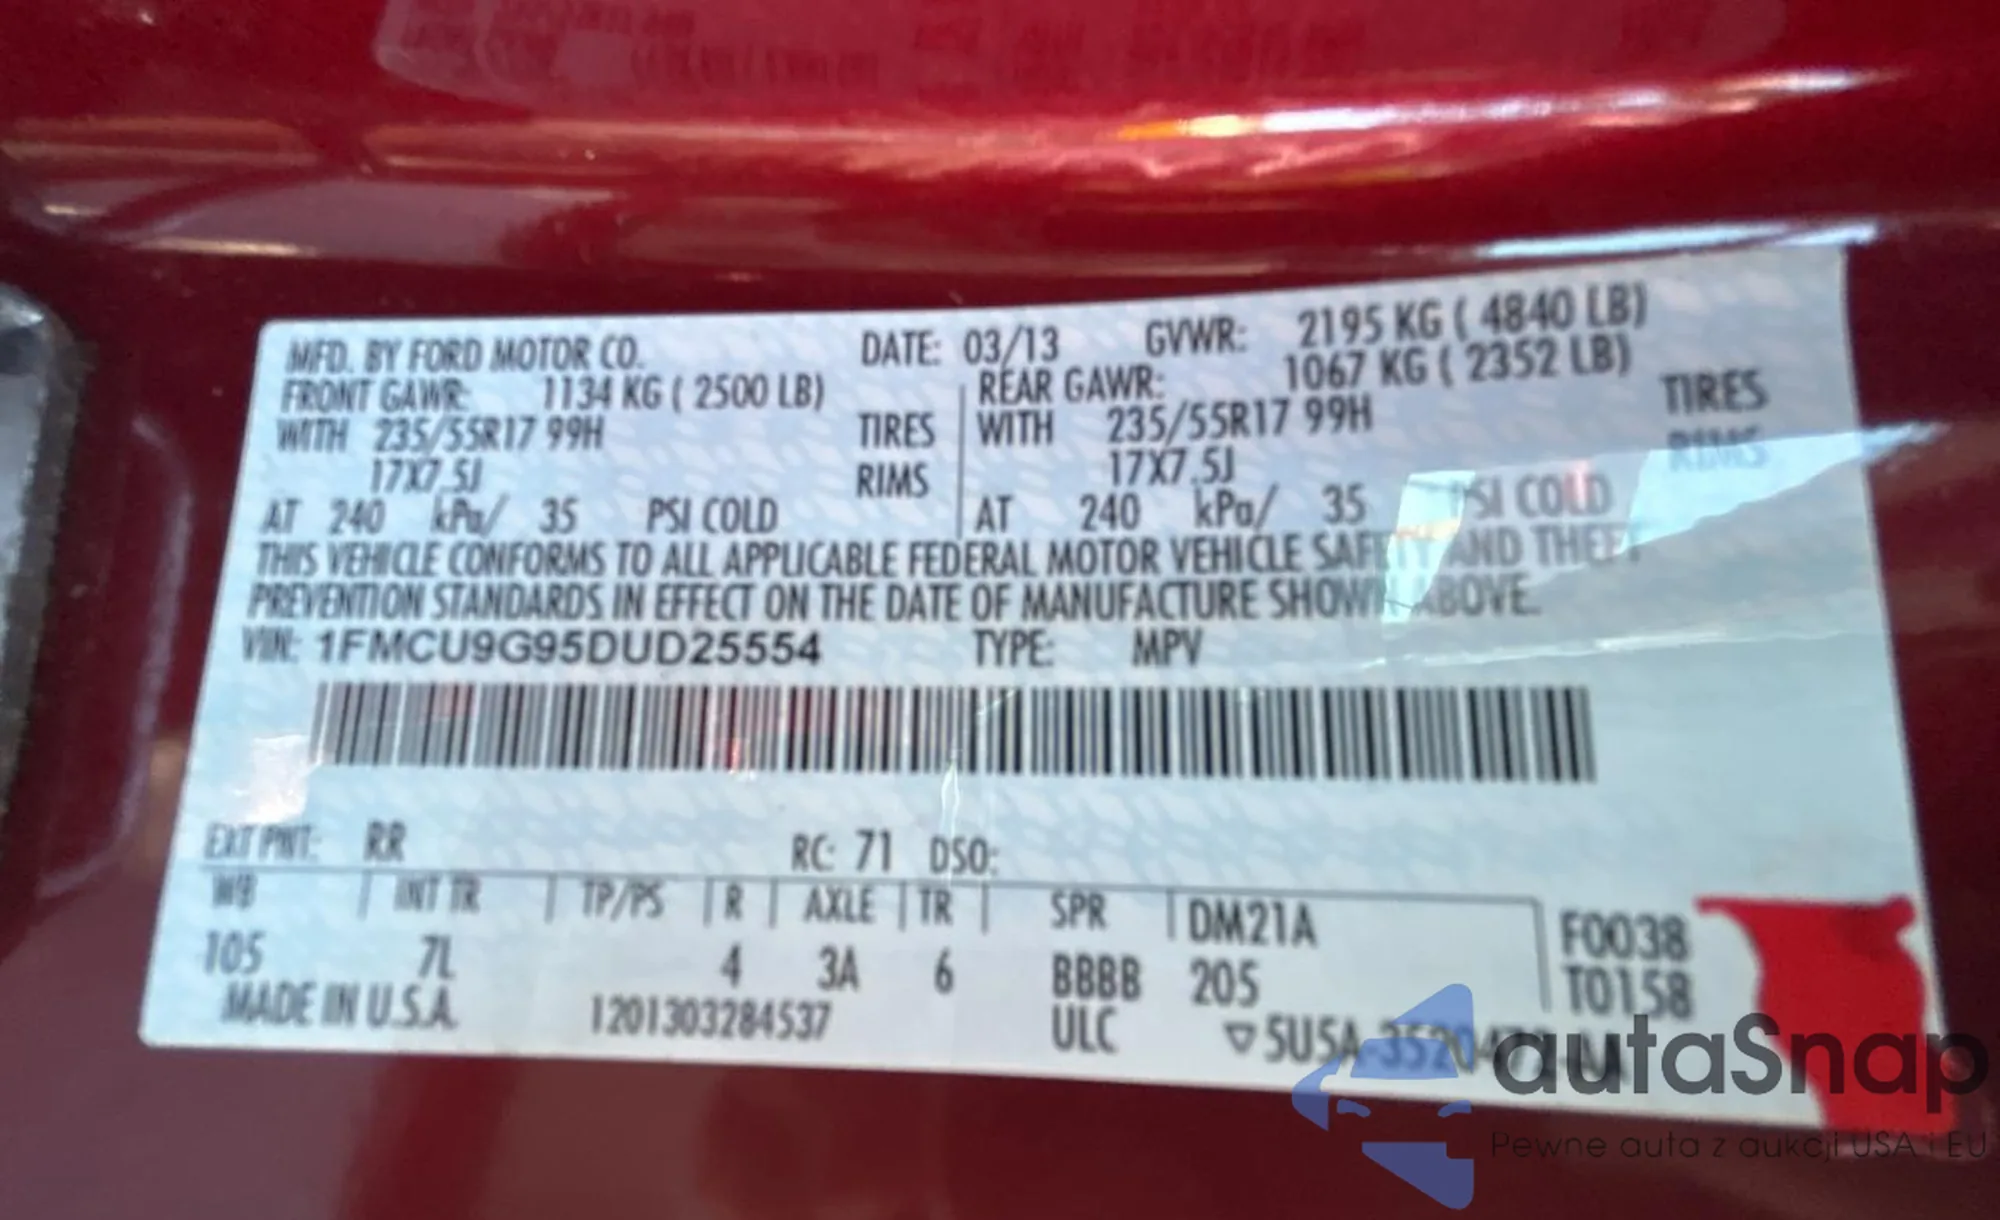 MFD. BY FORD MOTOR CO. DATE: 03/13 GVWR: 2195 KG ( 4840 LB)
FRONT GAWR: 1134 KG ( 2500 LB) REAR GAWR: 1067 KG ( 2352 LB)
WITH 235/55R17 99H TIRES WITH 235/55R17 99H TIRES
17X7.5J RIMS 17X7.5J RIMS
AT 240 kPa/ 35 PSI COLD AT 240 kPa/ 35 PSI COLD
THIS VEHICLE CONFORMS TO ALL APPLICABLE FEDERAL MOTOR VEHICLE SAFETY AND THEFT
PREVENTION STANDARDS IN EFFECT ON THE DATE OF MANUFACTURE SHOWN ABOVE.
VIN: 1FMCU9G95DUD25554 TYPE: MPV
EXT PNT: RR RC: 71 DSO:
WB INT TR TP/PS R AXLE TR SPR DM21A F0038
105 7L 4 3A 6 BBBB 205 T0158
MADE IN U.S.A. 1201303284537 ULC ▽5U5A-3520472-AA
autaSnap
Pewne auta z aukcji USA i EU